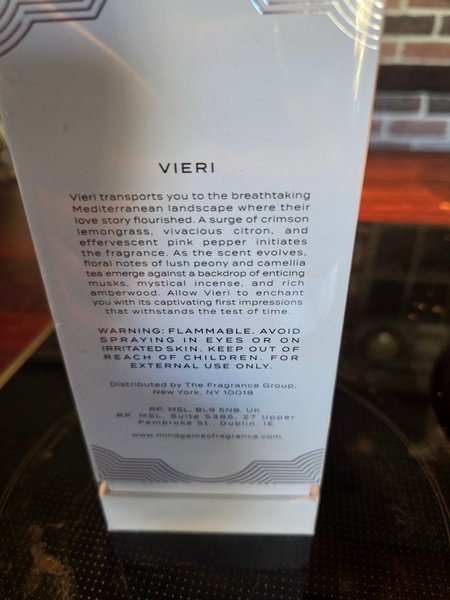 VIERI
Vieri transports you to the breathtaking
Mediterranean landscape where their
love story flourished. A surge of crimson
lemongrass, vivacious citron, and
effervescent pink pepper initiates
the fragrance. As the scent evolves,
floral notes of lush peony and camellia
tea emerge against a backdrop of enticing
musks, mystical incense, and rich
amberwood. Allow Vieri to enchant
you with its captivating first impressions
that withstands the test of time.
WARNING: FLAMMABLE. AVOID
SPRAYING IN EYES OR ON
IRRITATED SKIN. KEEP OUT OF
REACH OF CHILDREN. FOR
EXTERNAL USE ONLY.
Distributed by The Fragrance Group,
New York, NY 10018
RP. MSL, BL9 5NB, UK
RP. MSL, Suite 5385, 27 Upper
Pembroke St., Dublin, IE
www.mindgamesfragrance.com